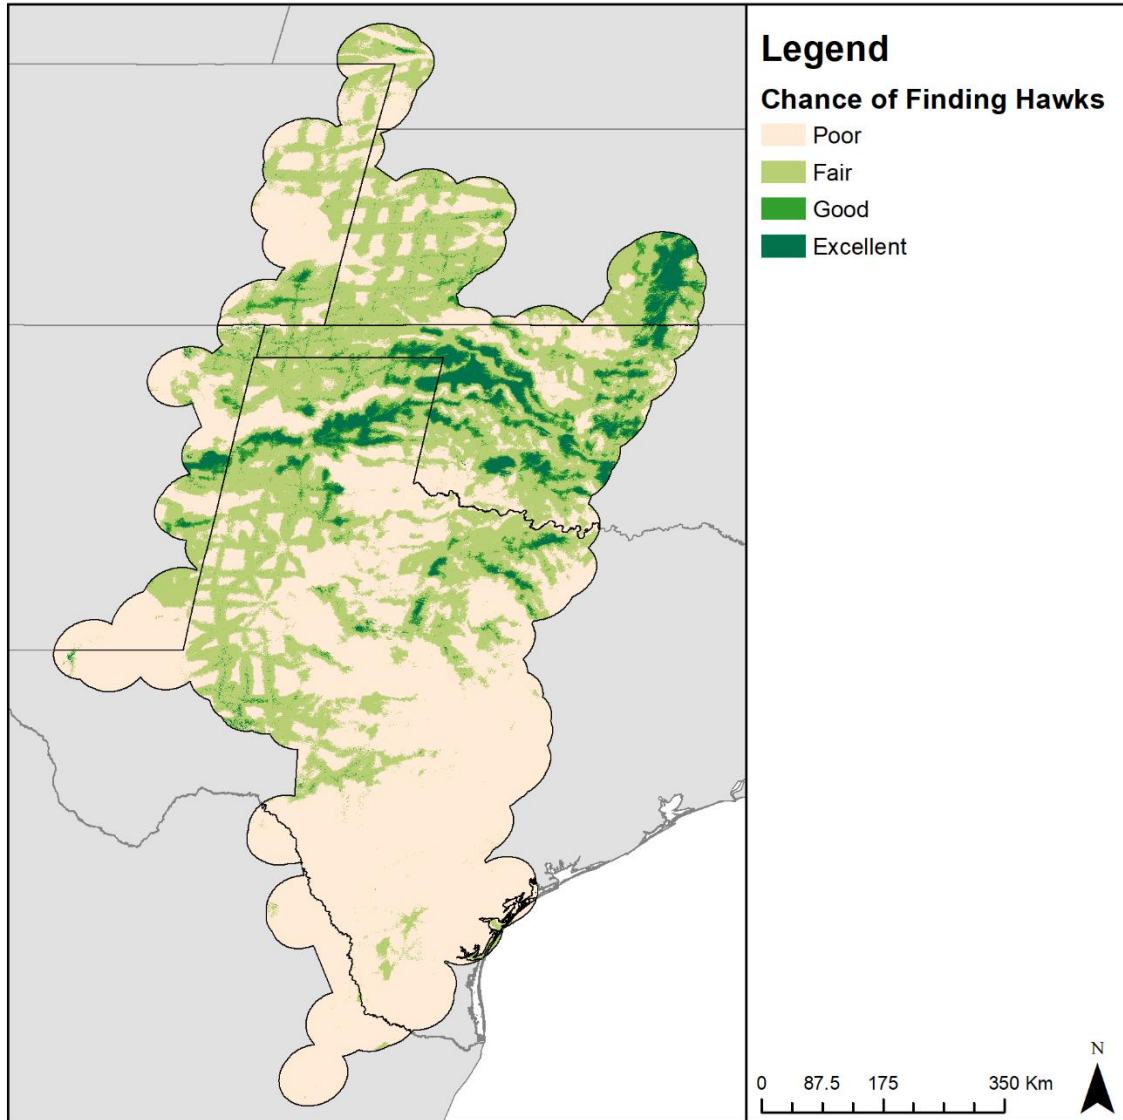 Legend
Chance of Finding Hawks
Poor
Fair
Good
Excellent
N
0 87.5 175 350 Km